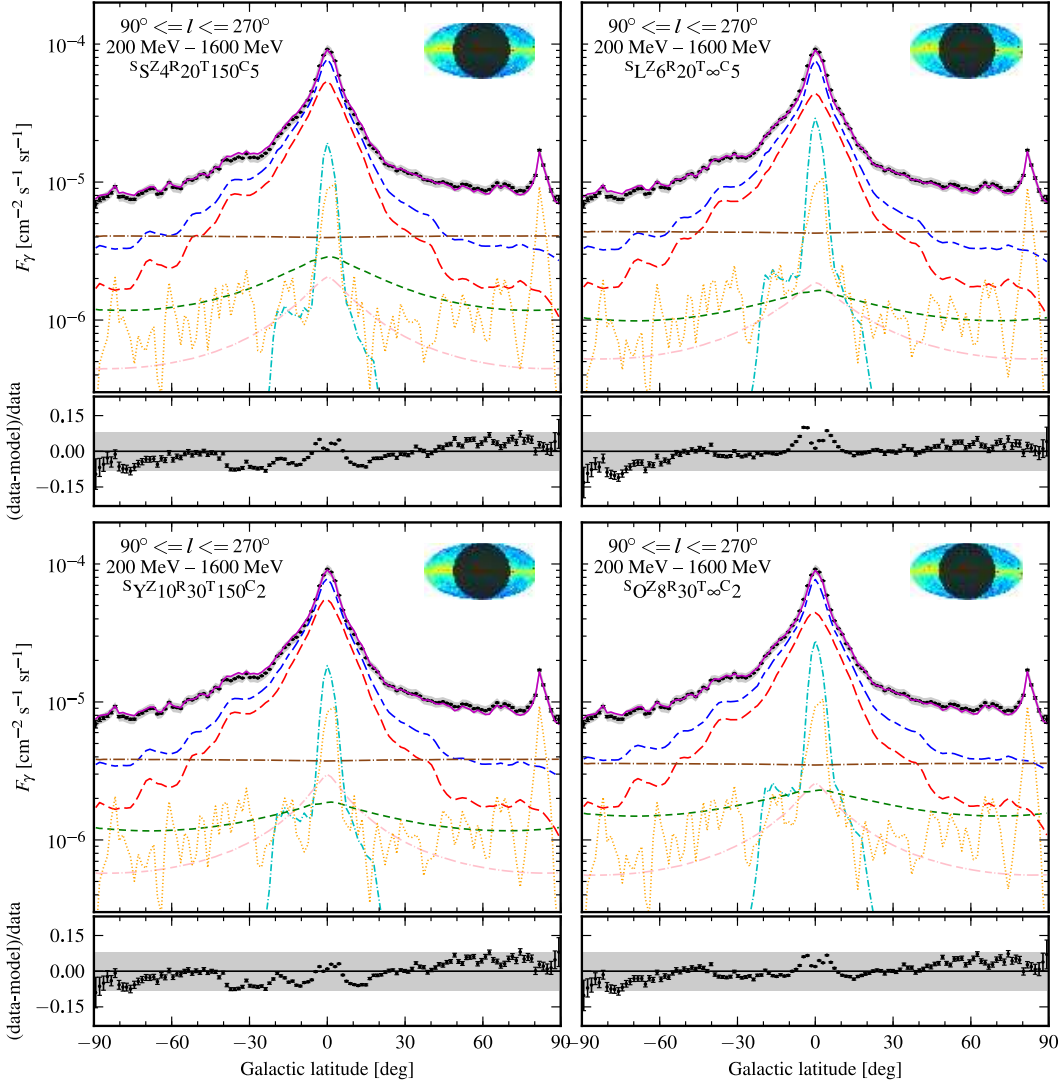 90° <= l <= 270°
200 MeV − 1600 MeV
ˢSᶻ4ᴿ20ᵀ150ᶜ5
90° <= l <= 270°
200 MeV − 1600 MeV
ˢLᶻ6ᴿ20ᵀ∞ᶜ5
10⁻⁴
10⁻⁵
10⁻⁶
Fγ [cm⁻² s⁻¹ sr⁻¹]
0.15
0.00
−0.15
(data-model)/data
90° <= l <= 270°
200 MeV − 1600 MeV
ˢYᶻ10ᴿ30ᵀ150ᶜ2
90° <= l <= 270°
200 MeV − 1600 MeV
ˢOᶻ8ᴿ30ᵀ∞ᶜ2
10⁻⁴
10⁻⁵
10⁻⁶
Fγ [cm⁻² s⁻¹ sr⁻¹]
0.15
0.00
−0.15
(data-model)/data
−90 −60 −30 0 30 60 90
−60 −30 0 30 60 90
Galactic latitude [deg]
Galactic latitude [deg]